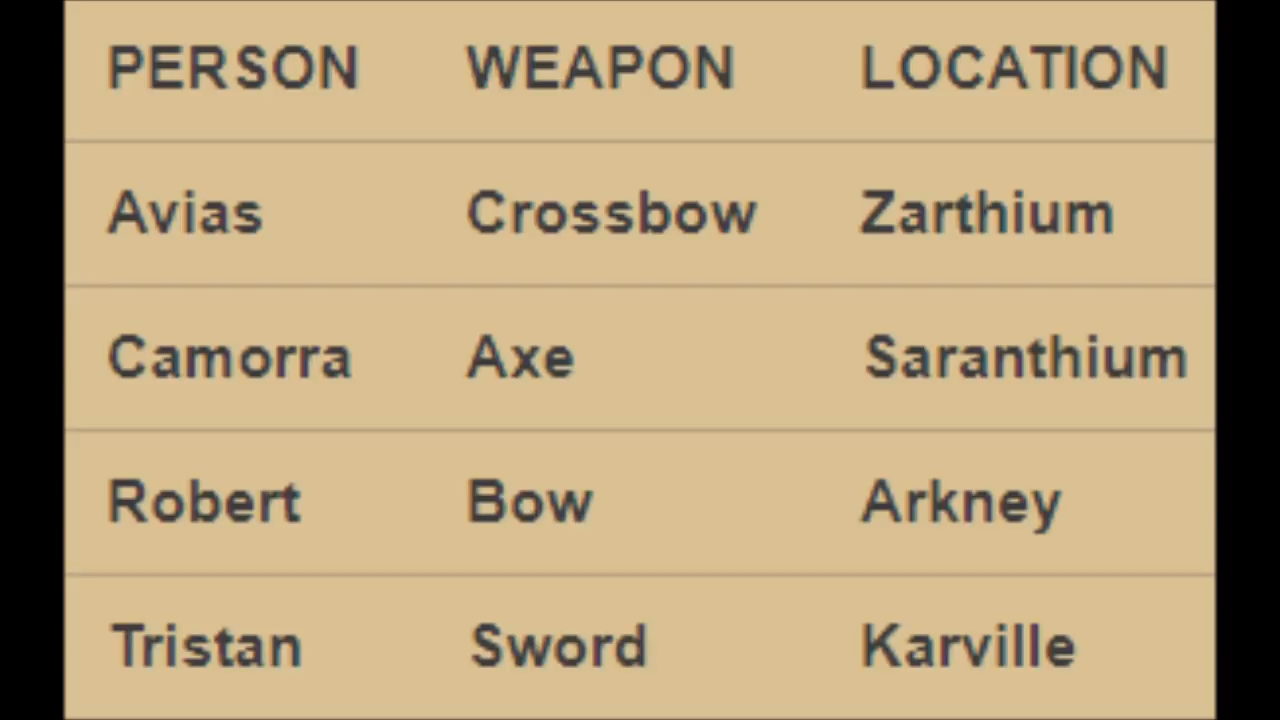 PERSON WEAPON LOCATION
Avias Crossbow Zarthium
Camorra Axe Saranthium
Robert Bow Arkney
Tristan Sword Karville